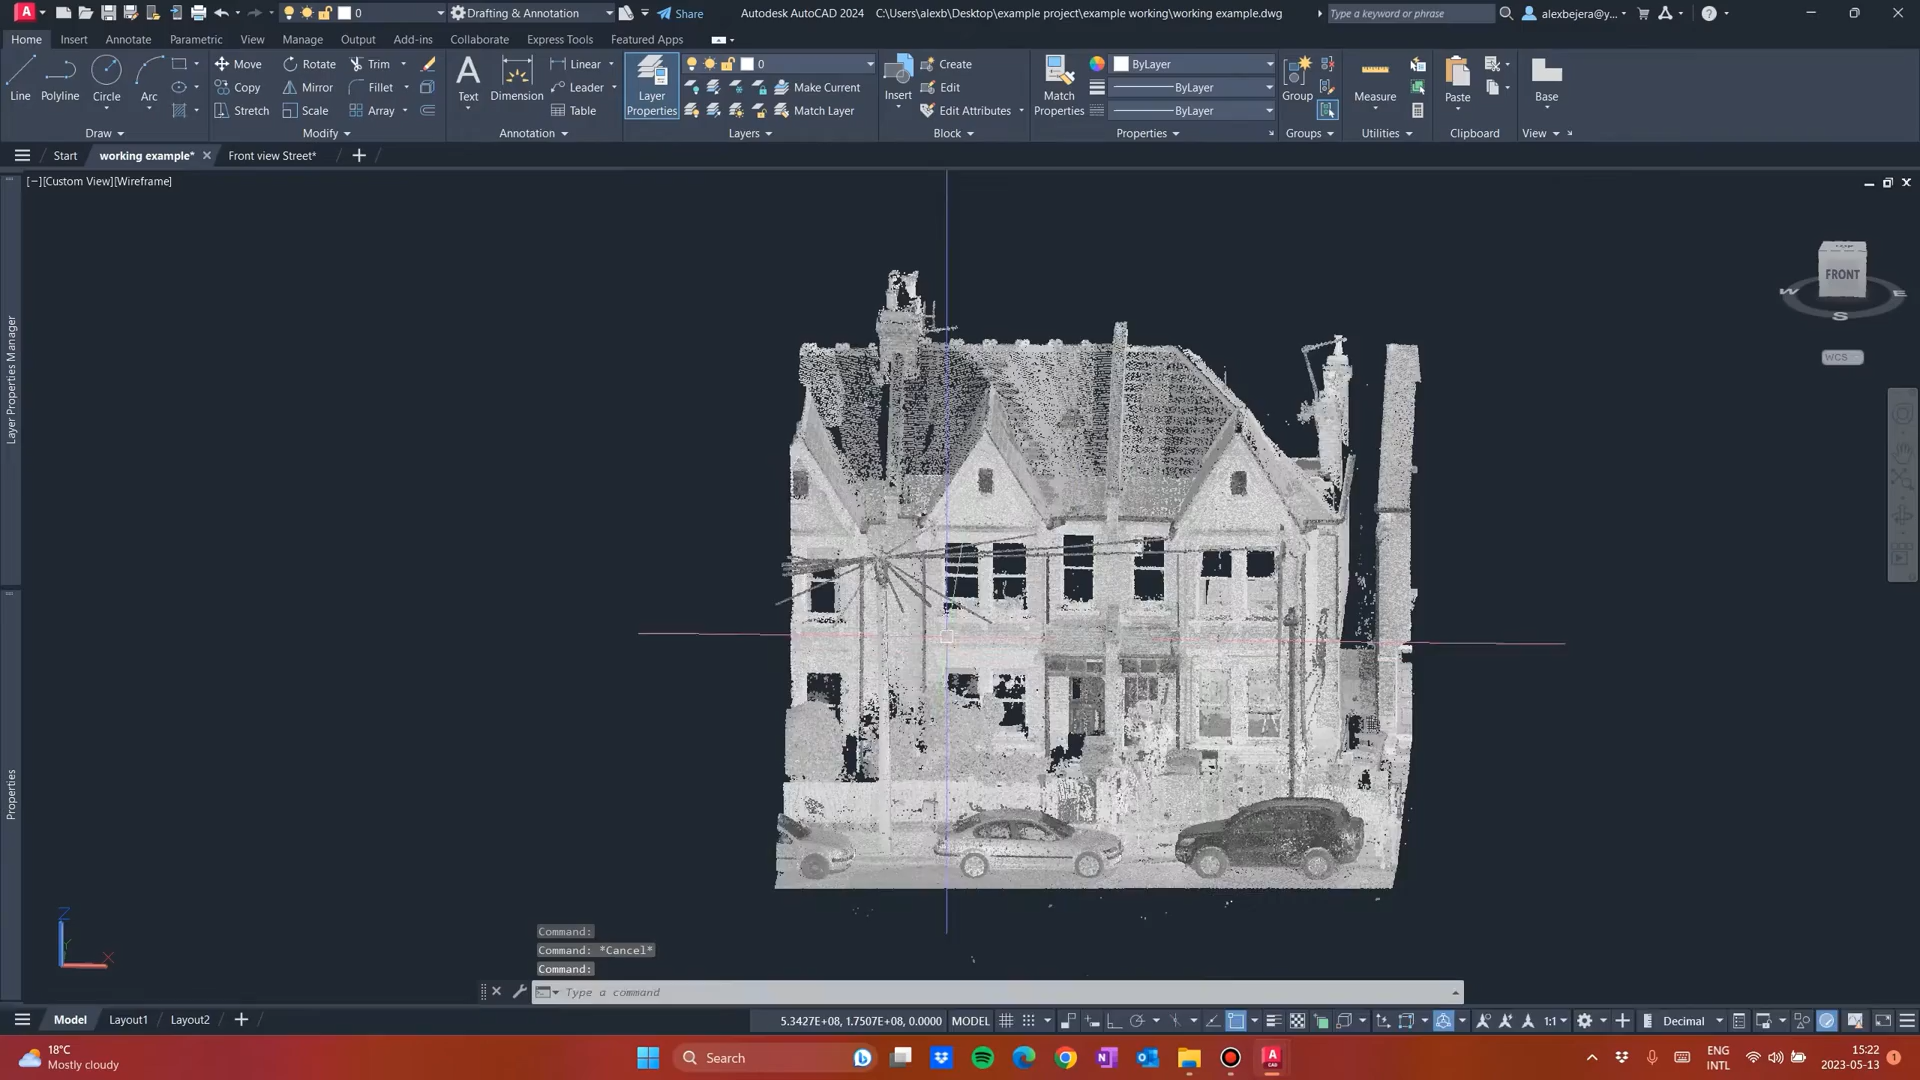 0
Drafting & Annotation
Share
Autodesk AutoCAD 2024
C:\Users\alexb\Desktop\example project\example working\working example.dwg
Type a keyword or phrase
alexbejera@y...
Home
Insert
Annotate
Parametric
View
Manage
Output
Add-ins
Collaborate
Express Tools
Featured Apps
Line
Polyline
Circle
Arc
Draw
Move
Rotate
Trim
Copy
Mirror
Fillet
Stretch
Scale
Array
Modify
Text
Dimension
Linear
Leader
Table
Annotation
Layer
Properties
0
Make Current
Match Layer
Layers
Insert
Create
Edit
Edit Attributes
Block
Match
Properties
ByLayer
ByLayer
ByLayer
Properties
Group
Groups
Measure
Utilities
Paste
Clipboard
Base
View
Start
working example*
Front view Street*
[−][Custom View][Wireframe]
TOP
FRONT
W
E
S
WCS
Layer Properties Manager
Properties
Z
Y
X
Command:
Command: *Cancel*
Command:
Type a command
Model
Layout1
Layout2
5.3427E+08, 1.7507E+08, 0.0000
MODEL
1:1
Decimal
18°C
Mostly cloudy
Search
ENG
INTL
15:22
2023-05-13
1